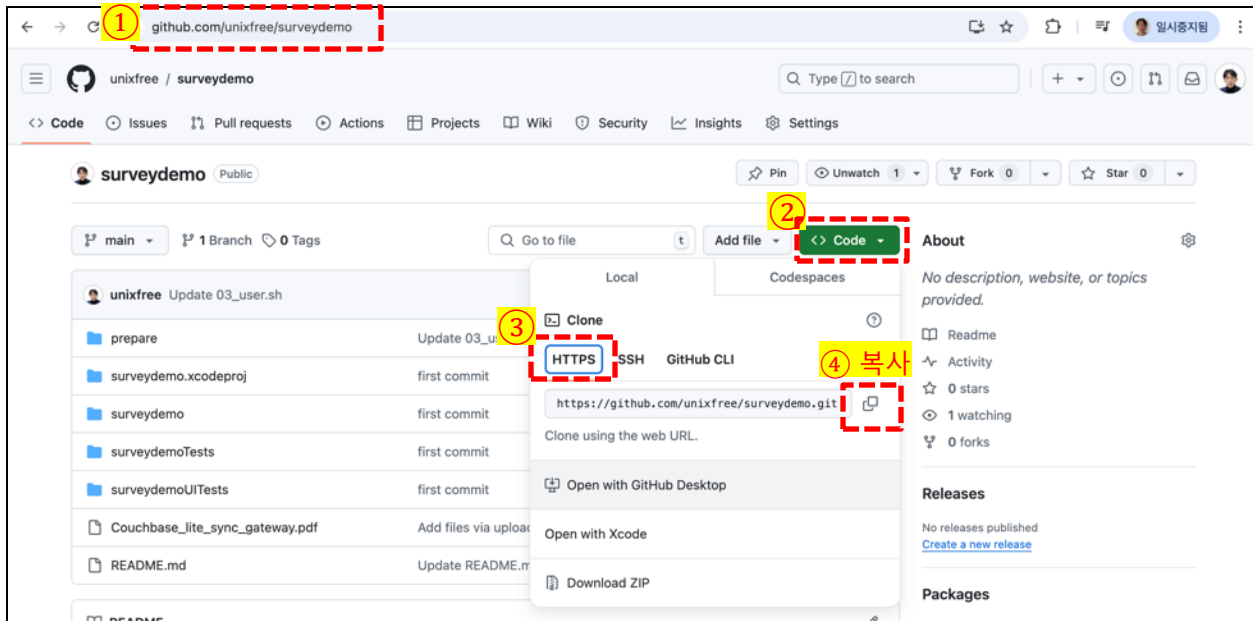 ①
github.com/unixfree/surveydemo
일시중지됨
unixfree / surveydemo
Type / to search
Code
Issues
Pull requests
Actions
Projects
Wiki
Security
Insights
Settings
surveydemo
Public
Pin
Unwatch 1
Fork 0
Star 0
②
main
1 Branch
0 Tags
Go to file
t
Add file
<> Code
About
No description, website, or topics
provided.
Local
Codespaces
unixfree Update 03_user.sh
③
Clone
prepare
Update 03_u
HTTPS
SSH
GitHub CLI
④ 복사
Readme
Activity
surveydemo.xcodeproj
first commit
0 stars
https://github.com/unixfree/surveydemo.git
surveydemo
first commit
1 watching
Clone using the web URL.
0 forks
surveydemoTests
first commit
surveydemoUITests
first commit
Open with GitHub Desktop
Releases
Couchbase_lite_sync_gateway.pdf
Add files via uploa
Open with Xcode
No releases published
Create a new release
README.md
Update README.m
Download ZIP
Packages
README